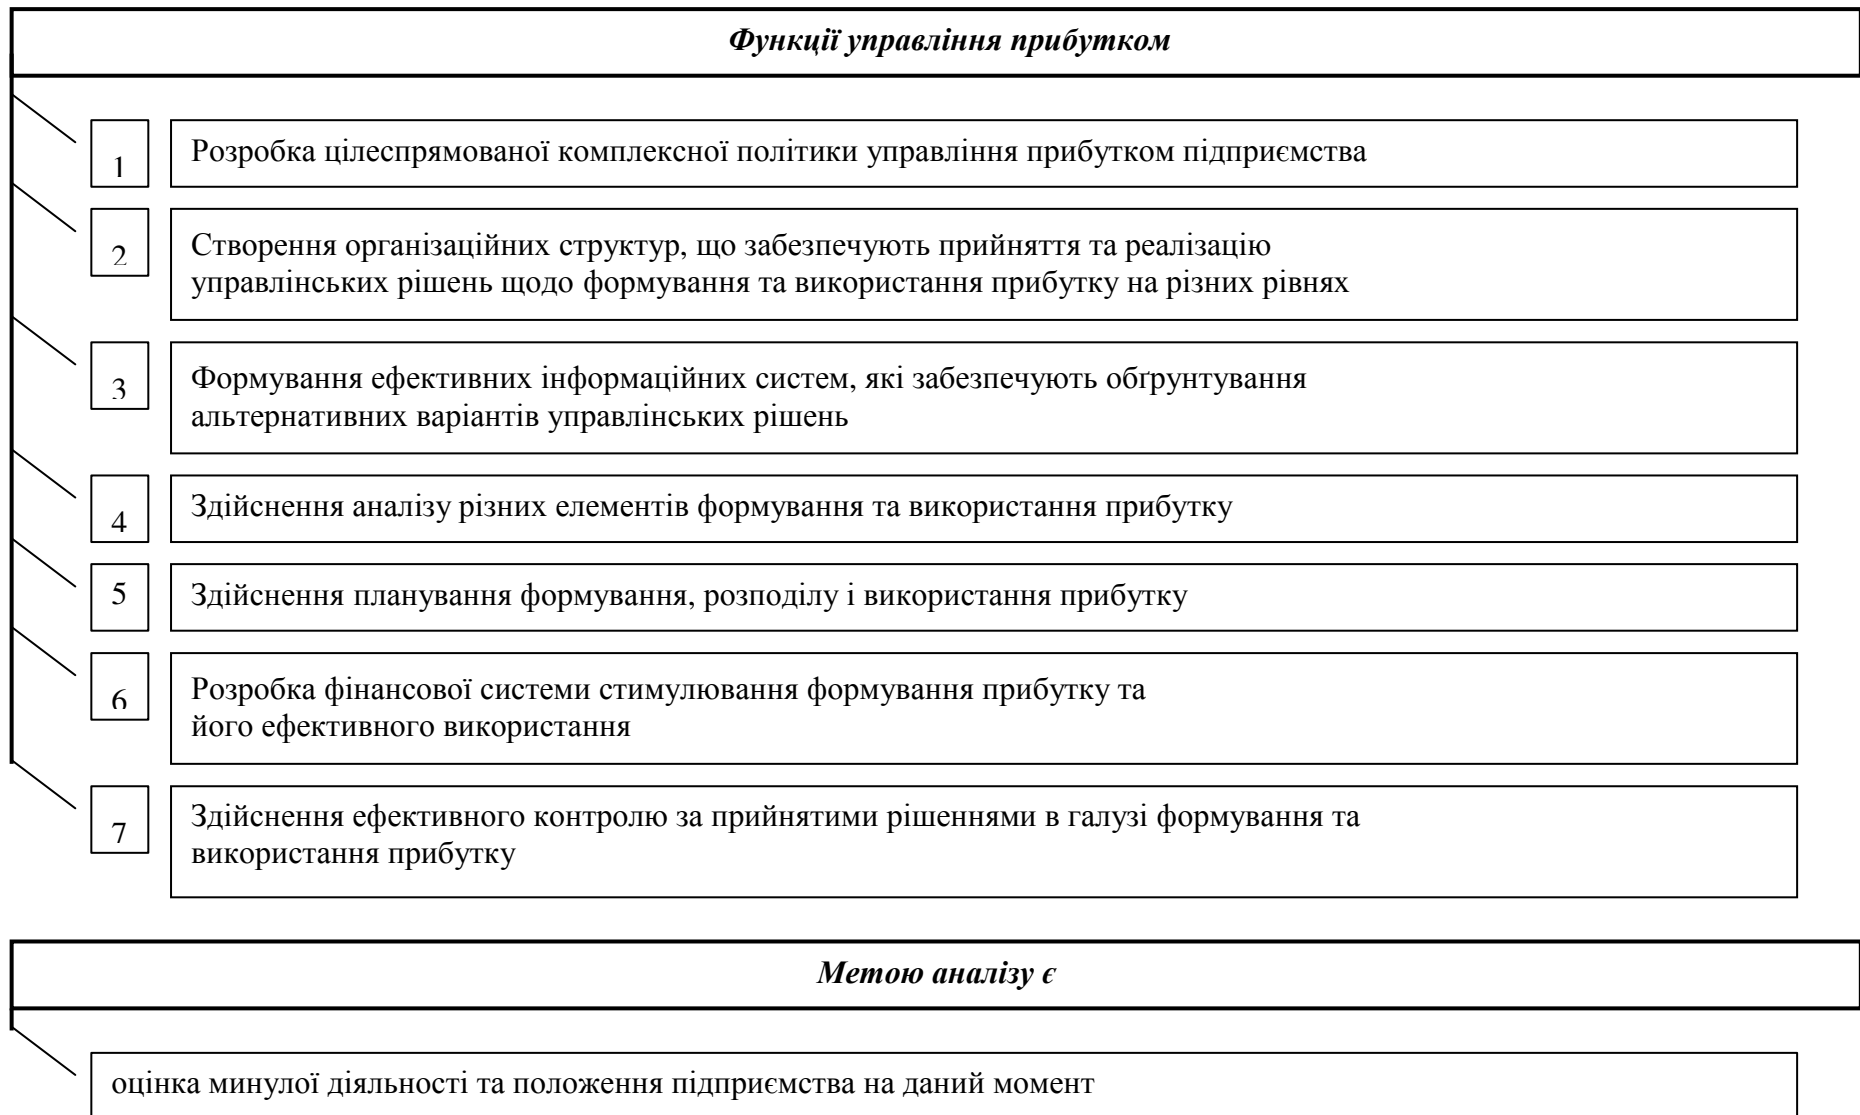 Функції управління прибутком
1
Розробка цілеспрямованої комплексної політики управління прибутком підприємства
2
Створення організаційних структур, що забезпечують прийняття та реалізацію
управлінських рішень щодо формування та використання прибутку на різних рівнях
3
Формування ефективних інформаційних систем, які забезпечують обґрунтування
альтернативних варіантів управлінських рішень
4
Здійснення аналізу різних елементів формування та використання прибутку
5
Здійснення планування формування, розподілу і використання прибутку
6
Розробка фінансової системи стимулювання формування прибутку та
його ефективного використання
7
Здійснення ефективного контролю за прийнятими рішеннями в галузі формування та
використання прибутку
Метою аналізу є
оцінка минулої діяльності та положення підприємства на даний момент